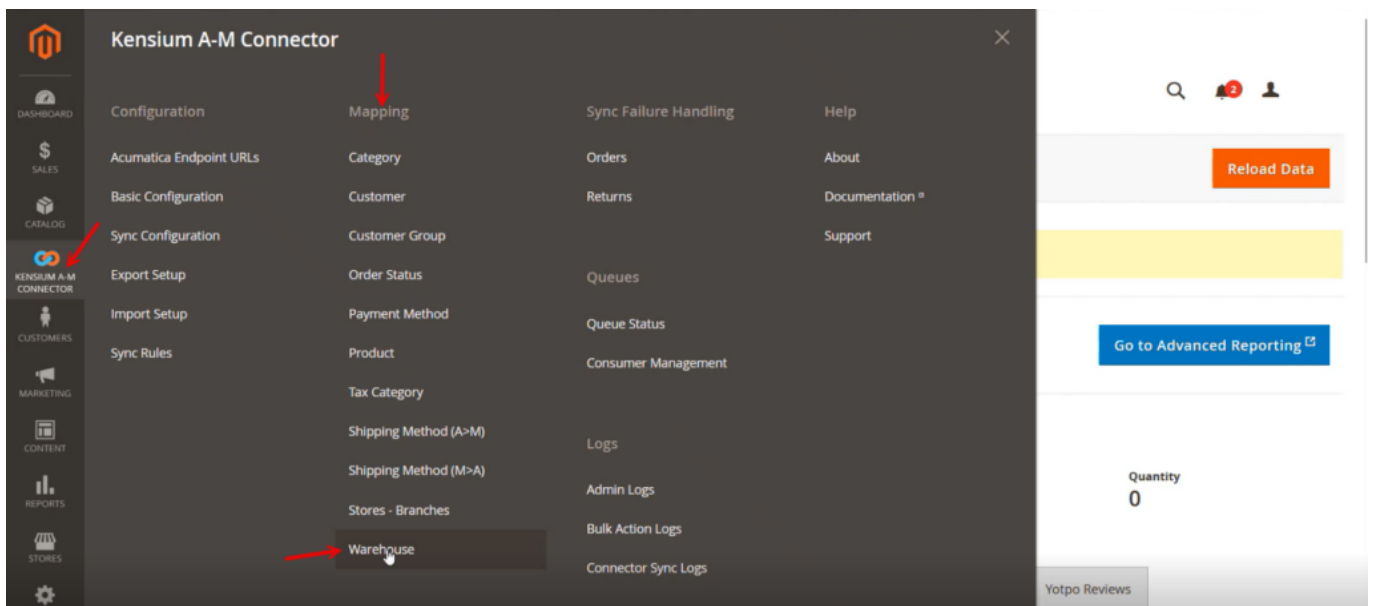 Kensium A-M Connector
DASHBOARD
SALES
CATALOG
KENSIUM A-M
CONNECTOR
CUSTOMERS
MARKETING
CONTENT
REPORTS
STORES
Configuration
Acumatica Endpoint URLs
Basic Configuration
Sync Configuration
Export Setup
Import Setup
Sync Rules
Mapping
Category
Customer
Customer Group
Order Status
Payment Method
Product
Tax Category
Shipping Method (A>M)
Shipping Method (M>A)
Stores - Branches
Warehouse
Sync Failure Handling
Orders
Returns
Queues
Queue Status
Consumer Management
Logs
Admin Logs
Bulk Action Logs
Connector Sync Logs
Help
About
Documentation
Support
2
Reload Data
Go to Advanced Reporting
Quantity
0
Yotpo Reviews